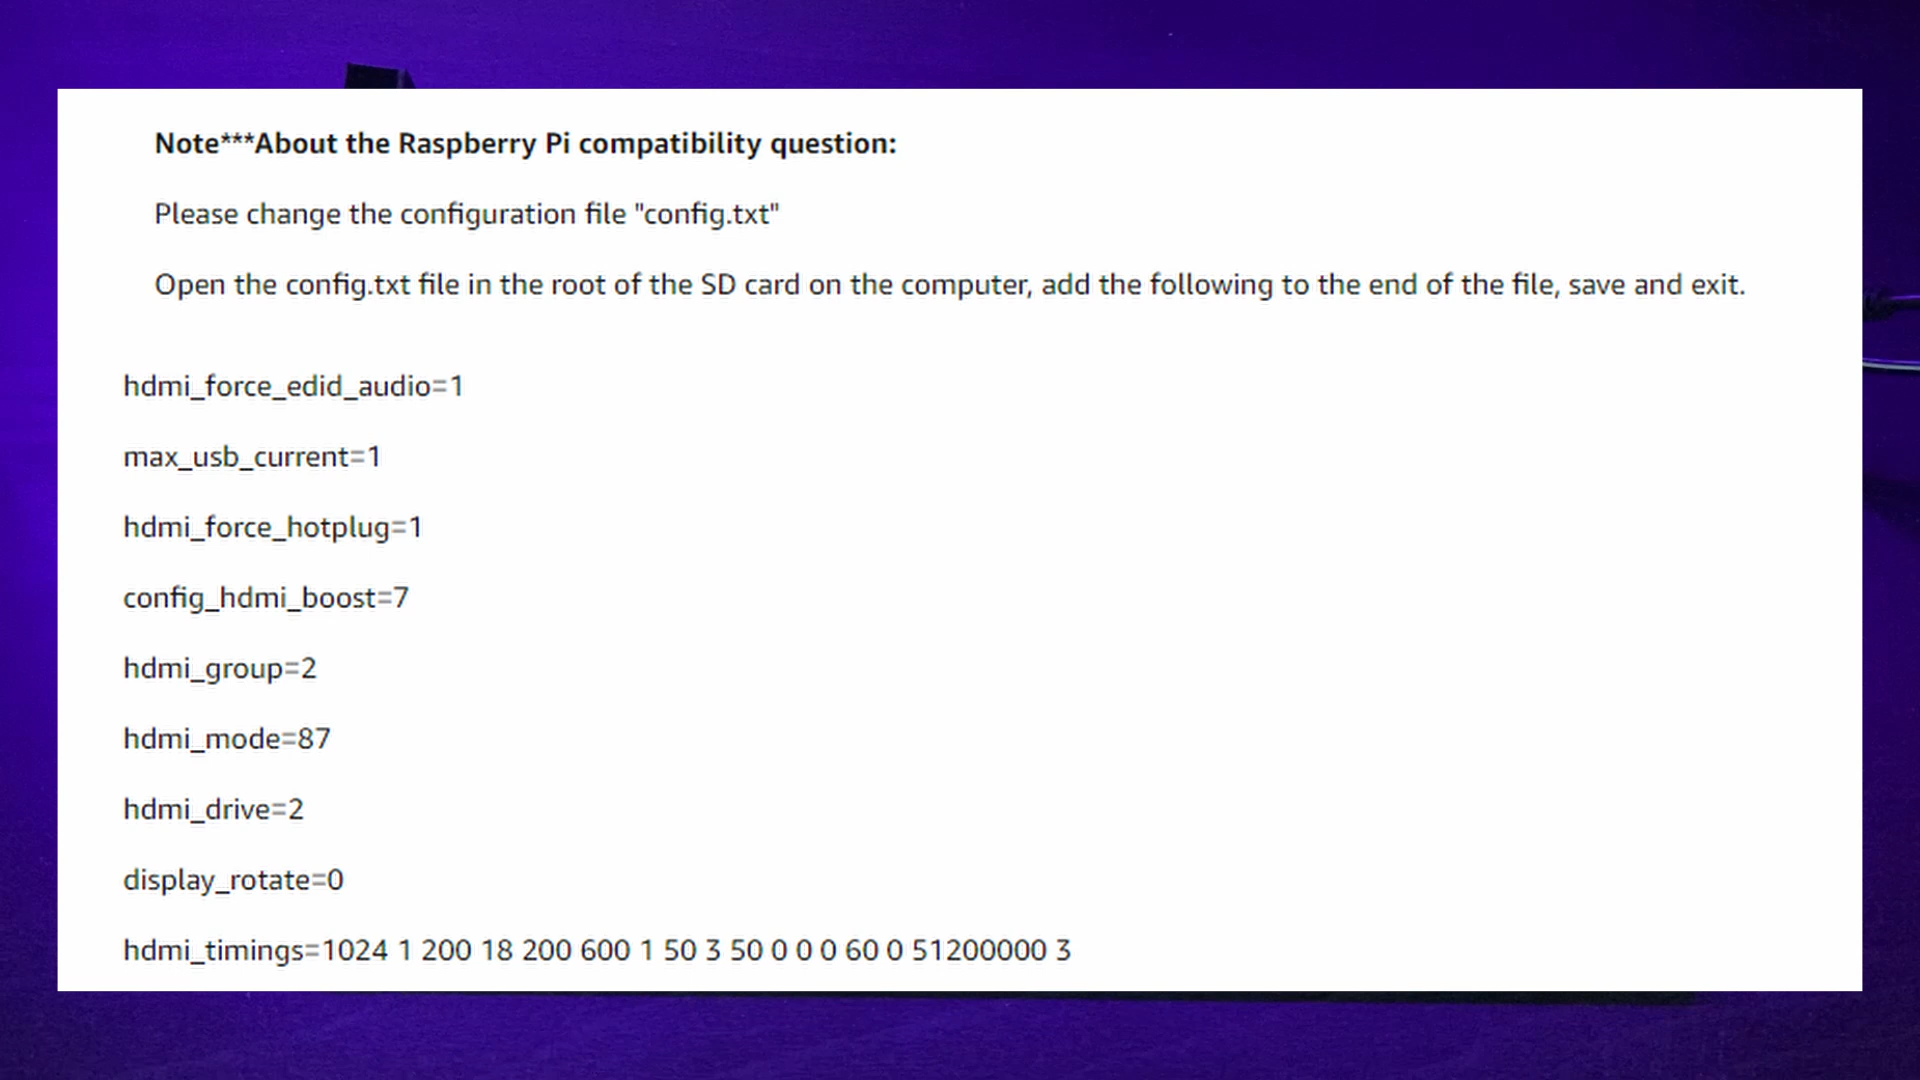 Note***About the Raspberry Pi compatibility question:
Please change the configuration file "config.txt"
Open the config.txt file in the root of the SD card on the computer, add the following to the end of the file, save and exit.
hdmi_force_edid_audio=1
max_usb_current=1
hdmi_force_hotplug=1
config_hdmi_boost=7
hdmi_group=2
hdmi_mode=87
hdmi_drive=2
display_rotate=0
hdmi_timings=1024 1 200 18 200 600 1 50 3 50 0 0 0 60 0 51200000 3